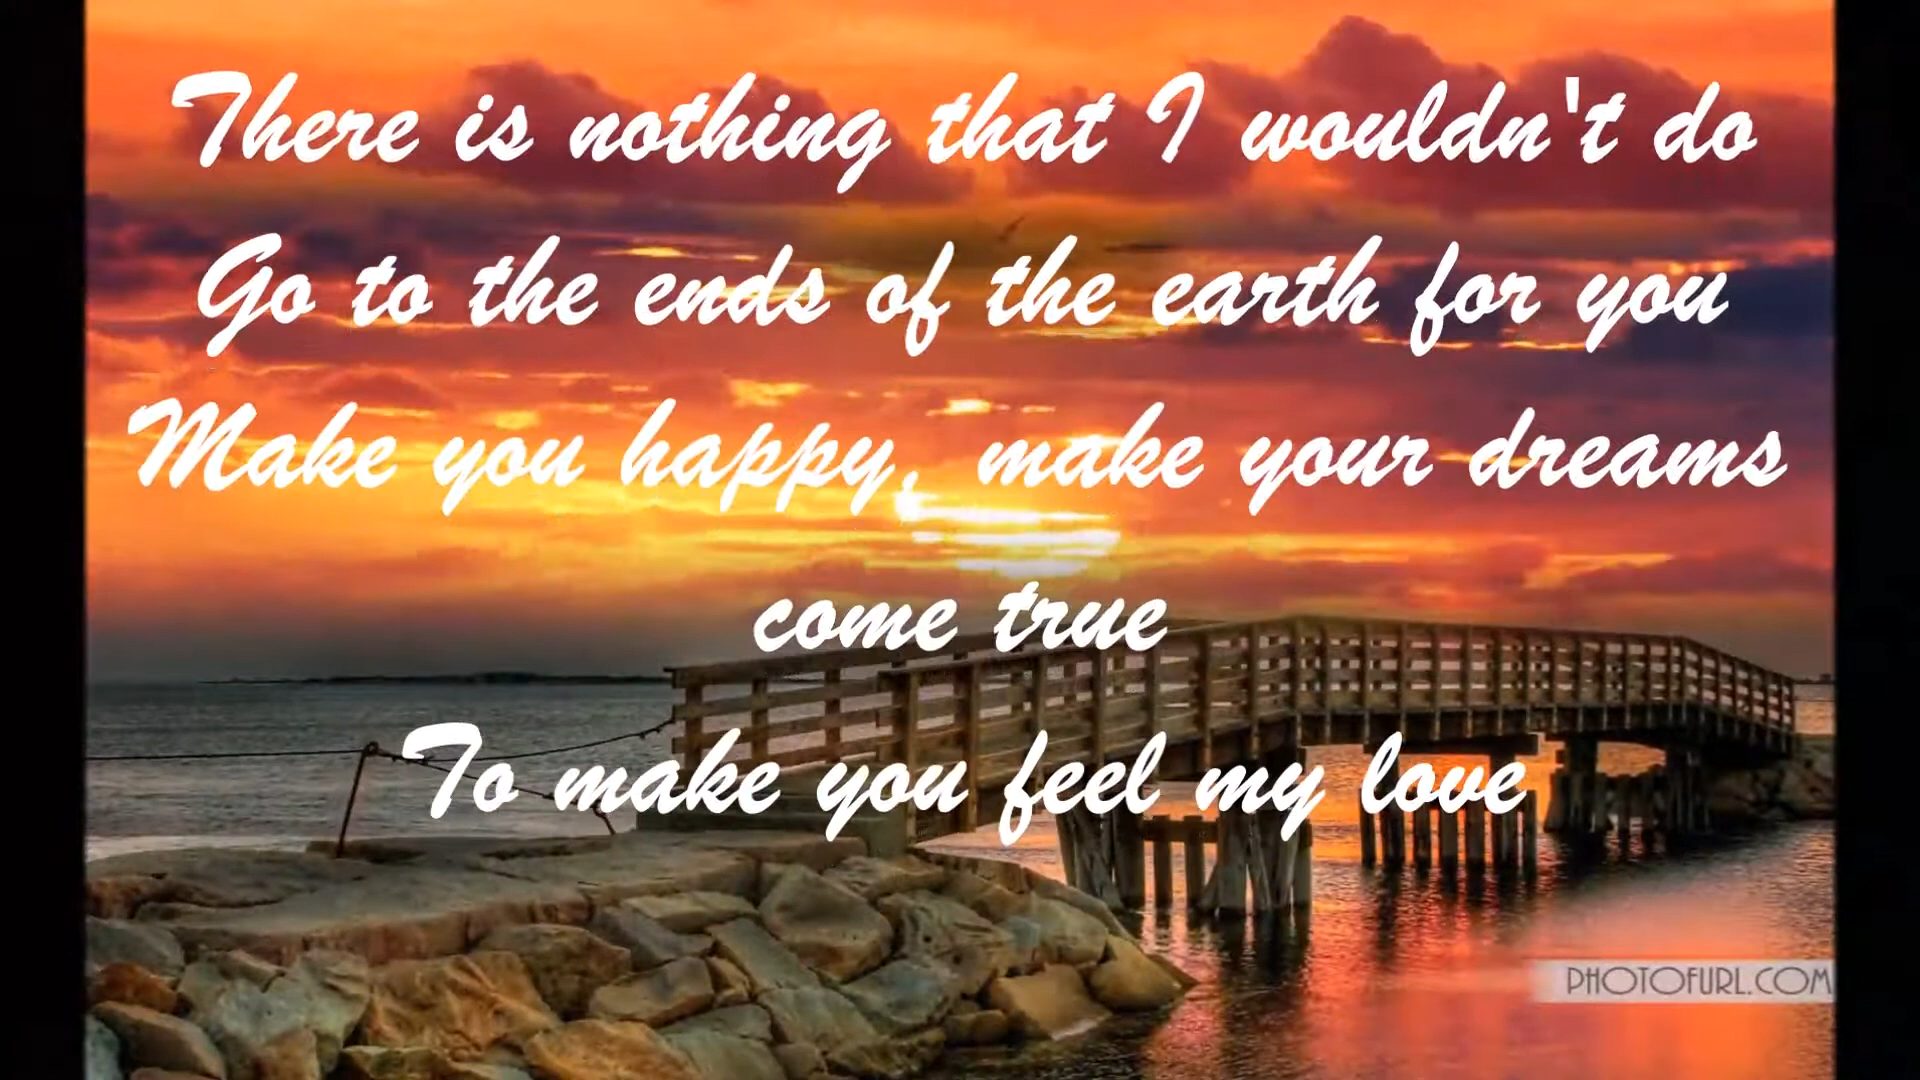 There is nothing that I wouldn't do
Go to the ends of the earth for you
Make you happy, make your dreams
come true
To make you feel my love
PHOTOFURL.COM